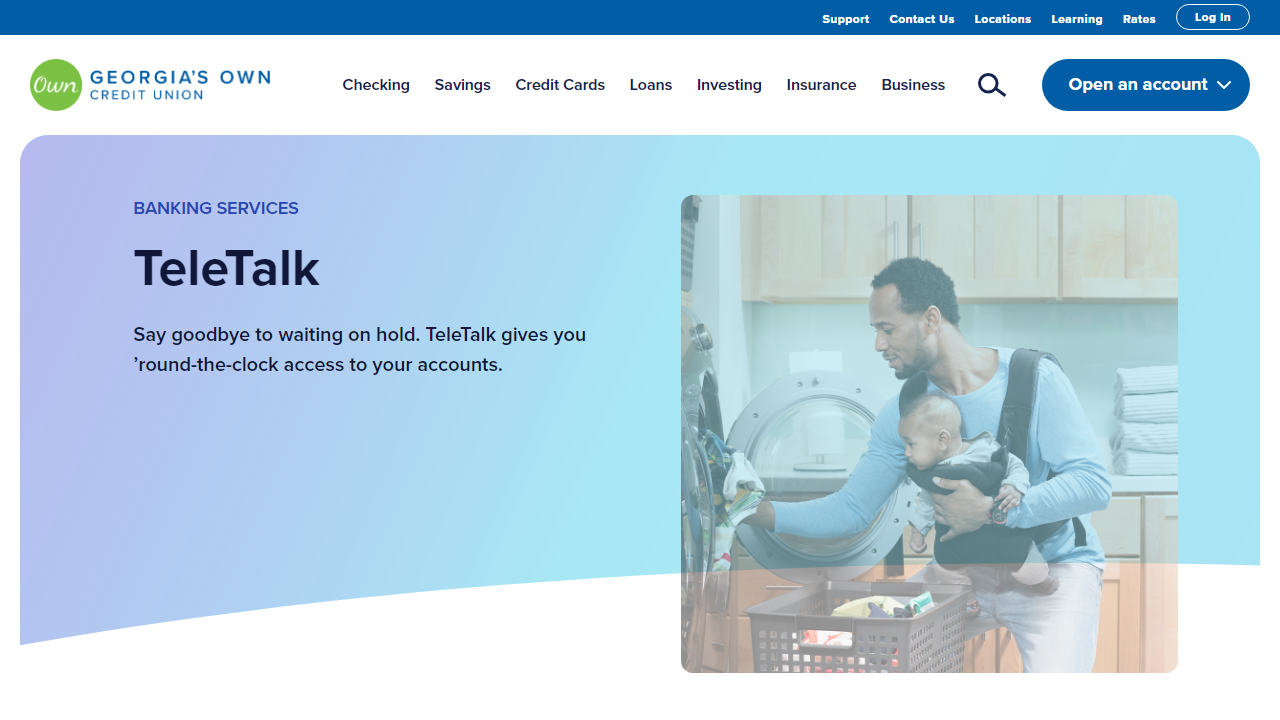 Support Contact Us Locations Learning Rates Log In
Own GEORGIA'S OWN
CREDIT UNION
Checking Savings Credit Cards Loans Investing Insurance Business Open an account
BANKING SERVICES
TeleTalk
Say goodbye to waiting on hold. TeleTalk gives you
’round-the-clock access to your accounts.